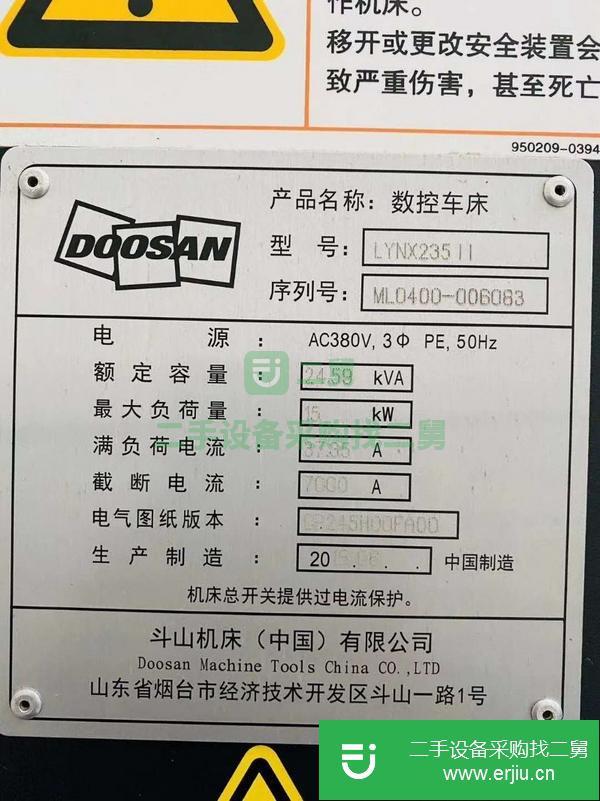 作机床。
移开或更改安全装置会
致严重伤害，甚至死亡
950209-0394
DOOSAN
产品名称: 数控车床
型 号: LYNX235II
序列号: ML0400-006083
电 源: AC380V, 3Φ PE, 50Hz
额定容量: 24.59 kVA
最大负荷量: 15 kW
二舅
二手设备采购找二舅
满负荷电流: A
截断电流: 7000 A
电气图纸版本:
生产制造: 20 中国制造
机床总开关提供过电流保护。
斗山机床（中国）有限公司
Doosan Machine Tools China CO.,LTD
山东省烟台市经济技术开发区斗山一路1号
二手设备采购找二舅
www.erjiu.cn